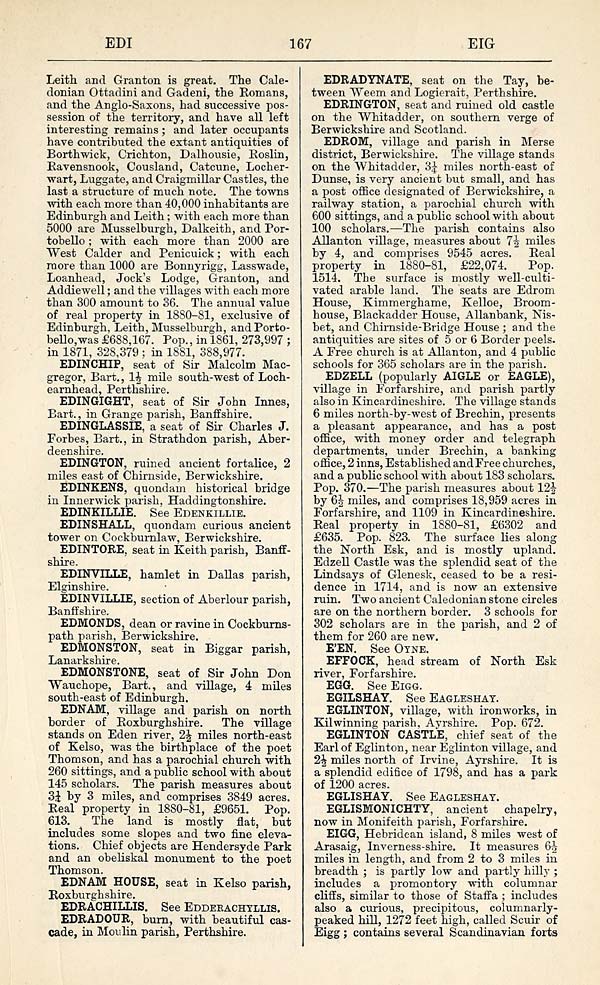 EDI 167 EIG
Leith and Granton is great. The Cale-
donian Ottadini and Gadeni, the Romans,
and the Anglo-Saxons, had successive pos-
session of the territory, and have all left
interesting remains; and later occupants
have contributed the extant antiquities of
Borthwick, Crichton, Dalhousie, Roslin,
Ravensnook, Cousland, Catcune, Locher-
wart, Luggate, and Craigmillar Castles, the
last a structure of much note. The towns
with each more than 40,000 inhabitants are
Edinburgh and Leith; with each more than
5000 are Musselburgh, Dalkeith, and Por-
tobello; with each more than 2000 are
West Calder and Penicuick; with each
more than 1000 are Bonnyrigg, Lasswade,
Loanhead, Jock's Lodge, Granton, and
Addiewell; and the villages with each more
than 300 amount to 36. The annual value
of real property in 1880-81, exclusive of
Edinburgh, Leith, Musselburgh, and Porto-
bello, was £688,167. Pop., in 1861, 273,997;
in 1871, 328,379; in 1881, 388,977.
EDINCHIP, seat of Sir Malcolm Mac-
gregor, Bart., 1½ mile south-west of Loch-
earnhead, Perthshire.
EDINGIGHT, seat of Sir John Innes,
Bart., in Grange parish, Banffshire.
EDINGLASSIE, a seat of Sir Charles J.
Forbes, Bart., in Strathdon parish, Aber-
deenshire.
EDINGTON, ruined ancient fortalice, 2
miles east of Chirnside, Berwickshire.
EDINKENS, quondam historical bridge
in Innerwick parish, Haddingtonshire.
EDINKILLIE. See EDENKILLIE.
EDINSHALL, quondam curious ancient
tower on Cockburnlaw, Berwickshire.
EDINTORE, seat in Keith parish, Banff-
shire.
EDINVILLE, hamlet in Dallas parish,
Elginshire.
EDINVILLIE, section of Aberlour parish,
Banffshire.
EDMONDS, dean or ravine in Cockburns-
path parish, Berwickshire.
EDMONSTON, seat in Biggar parish,
Lanarkshire.
EDMONSTONE, seat of Sir John Don
Wauchope, Bart., and village, 4 miles
south-east of Edinburgh.
EDNAM, village and parish on north
border of Roxburghshire. The village
stands on Eden river, 2½ miles north-east
of Kelso, was the birthplace of the poet
Thomson, and has a parochial church with
260 sittings, and a public school with about
145 scholars. The parish measures about
3¾ by 3 miles, and comprises 3849 acres.
Real property in 1880-81, £9651. Pop.
613. The land is mostly flat, but
includes some slopes and two fine eleva-
tions. Chief objects are Hendersyde Park
and an obeliskal monument to the poet
Thomson.
EDNAM HOUSE, seat in Kelso parish,
Roxburghshire.
EDRACHILLIS. See EDDERACHYLLIS.
EDRADOUR, burn, with beautiful cas-
cade, in Moulin parish, Perthshire.
EDRADYNATE, seat on the Tay, be-
tween Weem and Logierait, Perthshire.
EDRINGTON, seat and ruined old castle
on the Whitadder, on southern verge of
Berwickshire and Scotland.
EDROM, village and parish in Merse
district, Berwickshire. The village stands
on the Whitadder, 3¾ miles north-east of
Dunse, is very ancient but small, and has
a post office designated of Berwickshire, a
railway station, a parochial church with
600 sittings, and a public school with about
100 scholars.—The parish contains also
Allanton village, measures about 7½ miles
by 4, and comprises 9545 acres. Real
property in 1880-81, £22,074. Pop.
1514. The surface is mostly well-culti-
vated arable land. The seats are Edrom
House, Kimmerghame, Kelloe, Broom-
house, Blackadder House, Allanbank, Nis-
bet, and Chirnside-Bridge House; and the
antiquities are sites of 5 or 6 Border peels.
A Free church is at Allanton, and 4 public
schools for 365 scholars are in the parish.
EDZELL (popularly AIGLE or EAGLE),
village in Forfarshire, and parish partly
also in Kincardineshire. The village stands
6 miles north-by-west of Brechin, presents
a pleasant appearance, and has a post
office, with money order and telegraph
departments, under Brechin, a banking
office, 2 inns, Established and Free churches,
and a public school with about 183 scholars.
Pop. 370.—The parish measures about 12½
by 6½ miles, and comprises 18,959 acres in
Forfarshire, and 1109 in Kincardineshire.
Real property in 1880-81, £6302 and
£635. Pop. 823. The surface lies along
the North Esk, and is mostly upland.
Edzell Castle was the splendid seat of the
Lindsays of Glenesk, ceased to be a resi-
dence in 1714, and is now an extensive
ruin. Two ancient Caledonian stone circles
are on the northern border. 3 schools for
302 scholars are in the parish, and 2 of
them for 260 are new.
E'EN. See OYNE.
EFFOCK, head stream of North Esk
river, Forfarshire.
EGG. See EIGG.
EGILSHAY. See EAGLESHAY.
EGLINTON, village, with ironworks, in
Kilwinning parish, Ayrshire. Pop. 672.
EGLINTON CASTLE, chief seat of the
Earl of Eglinton, near Eglinton village, and
2½ miles north of Irvine, Ayrshire. It is
a splendid edifice of 1798, and has a park
of 1200 acres.
EGLISHAY. See EAGLESHAY.
EGLISMONICHTY, ancient chapelry,
now in Monifeith parish, Forfarshire.
EIGG, Hebridean island, 8 miles west of
Arasaig, Inverness-shire. It measures 6½
miles in length, and from 2 to 3 miles in
breadth; is partly low and partly hilly;
includes a promontory with columnar
cliffs, similar to those of Staffa; includes
also a curious, precipitous, columnarly-
peaked hill, 1272 feet high, called Scuir of
Eigg; contains several Scandinavian forts